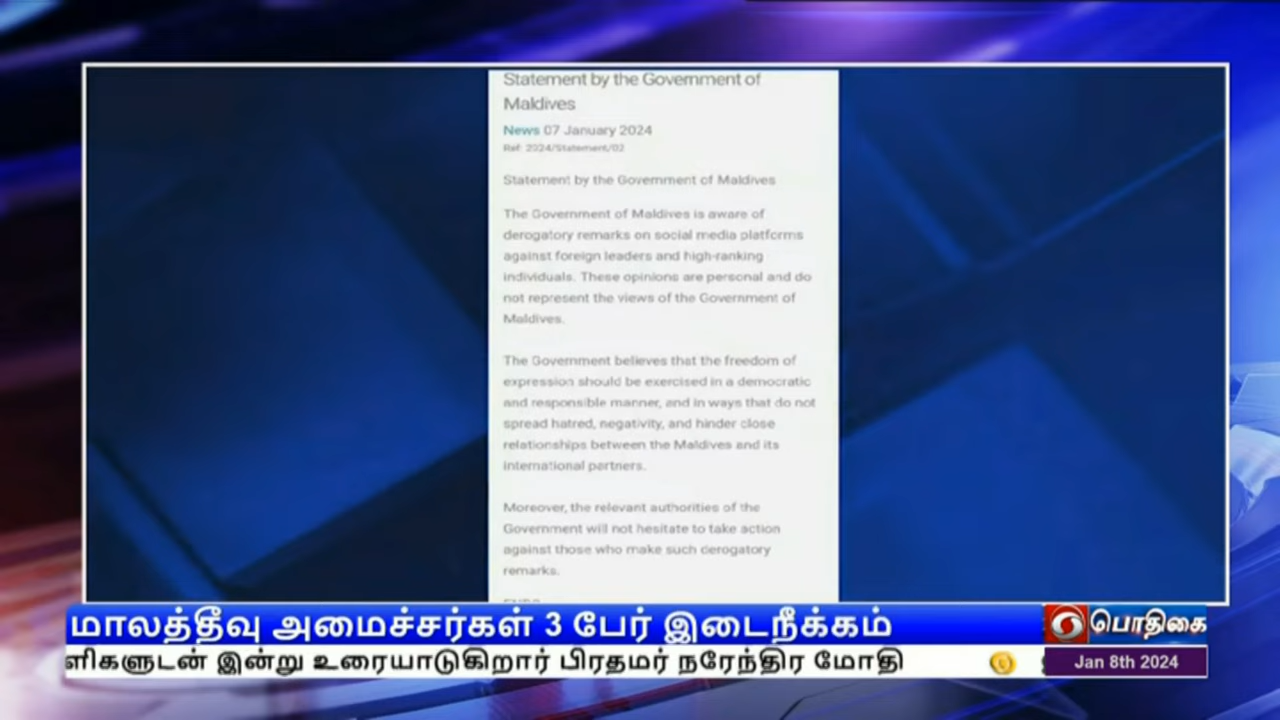 Statement by the Government of
Maldives
News 07 January 2024
Ref: 2024/Statement/02
Statement by the Government of Maldives
The Government of Maldives is aware of
derogatory remarks on social media platforms
against foreign leaders and high-ranking
individuals. These opinions are personal and do
not represent the views of the Government of
Maldives.
The Government believes that the freedom of
expression should be exercised in a democratic
and responsible manner, and in ways that do not
spread hatred, negativity, and hinder close
relationships between the Maldives and its
international partners.
Moreover, the relevant authorities of the
Government will not hesitate to take action
against those who make such derogatory
remarks.
மாலத்தீவு அமைச்சர்கள் 3 பேர் இடைநீக்கம்
பொதிகை
ளிகளுடன் இன்று உரையாடுகிறார் பிரதமர் நரேந்திர மோதி
Jan 8th 2024